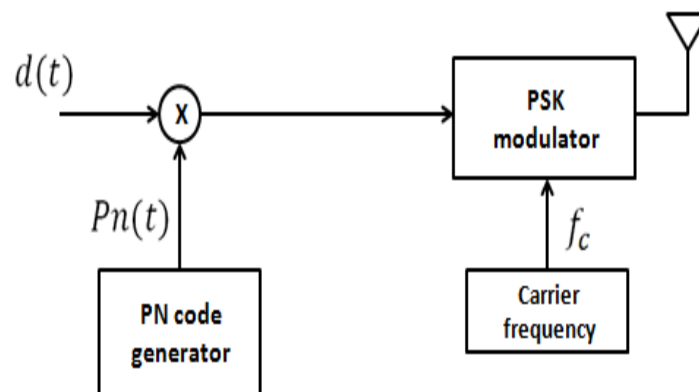 d(t)
X
PSK
modulator
Pn(t)
f_c
PN code
generator
Carrier
frequency